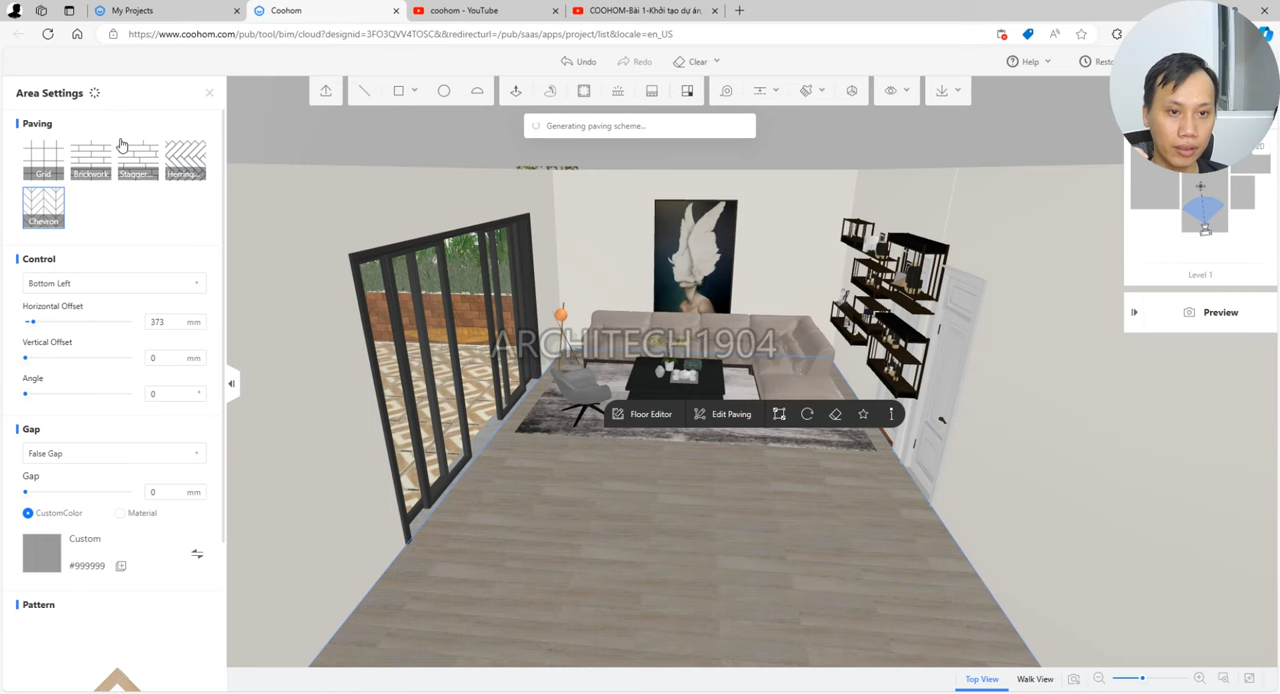 My Projects
Coohom
coohom - YouTube
COOHOM-Bài 1-Khởi tạo dự án,
https://www.coohom.com/pub/tool/bim/cloud?designid=3FO3QVV4TOSC&&redirecturl=/pub/saas/apps/project/list&locale=en_US
Undo
Redo
Clear
Help
Resto
Area Settings
Generating paving scheme...
Paving
Grid
Brickwork
Stagger...
Herring...
Chevron
Control
Bottom Left
Horizontal Offset
373 mm
Vertical Offset
0 mm
Angle
0 °
Gap
False Gap
Gap
0 mm
CustomColor
Material
Custom
#999999
Pattern
ARCHITECH1904
Floor Editor
Edit Paving
Level 1
Preview
Top View
Walk View